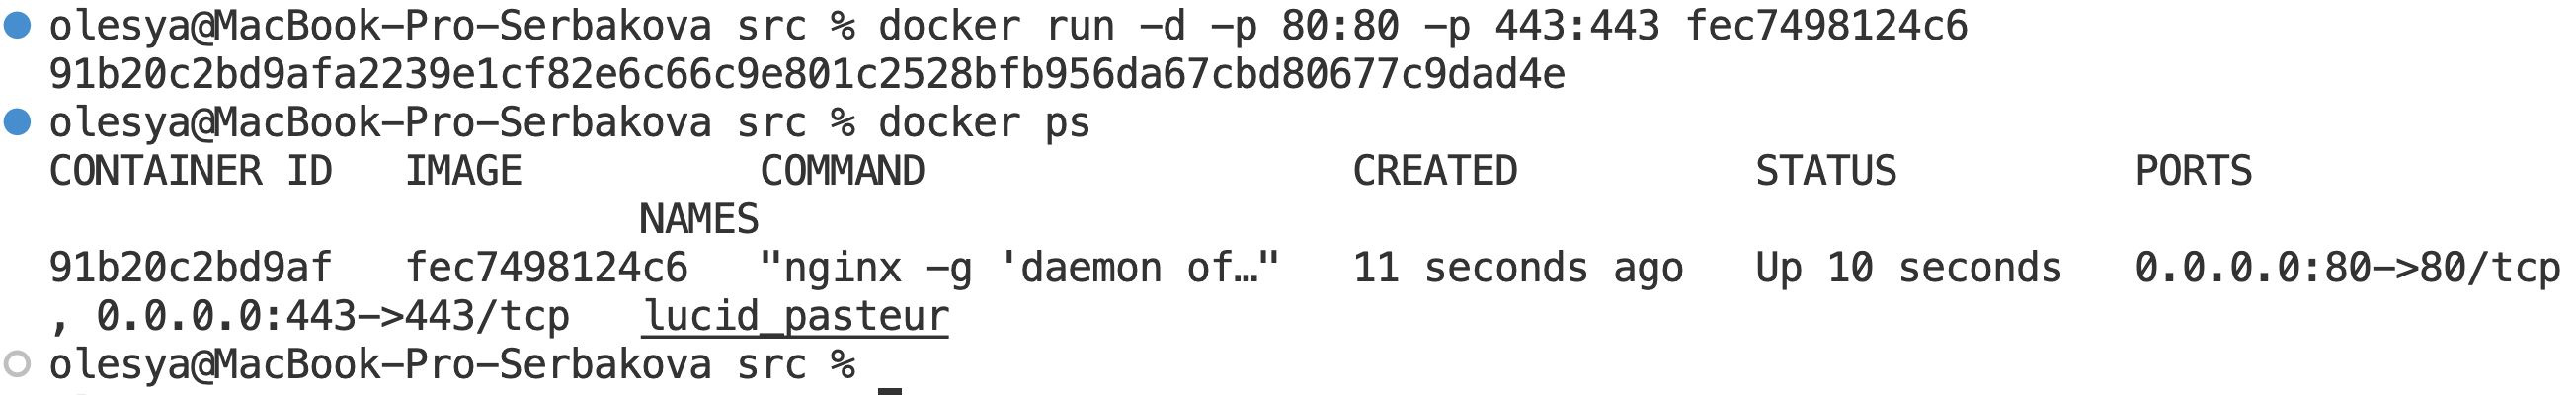 olesya@MacBook-Pro-Serbakova src % docker run -d -p 80:80 -p 443:443 fec7498124c6
91b20c2bd9afa2239e1cf82e6c66c9e801c2528bfb956da67cbd80677c9dad4e
olesya@MacBook-Pro-Serbakova src % docker ps
CONTAINER ID   IMAGE          COMMAND                  CREATED          STATUS          PORTS
                         NAMES
91b20c2bd9af   fec7498124c6   "nginx -g 'daemon of…"   11 seconds ago   Up 10 seconds   0.0.0.0:80->80/tcp
, 0.0.0.0:443->443/tcp   lucid_pasteur
olesya@MacBook-Pro-Serbakova src %